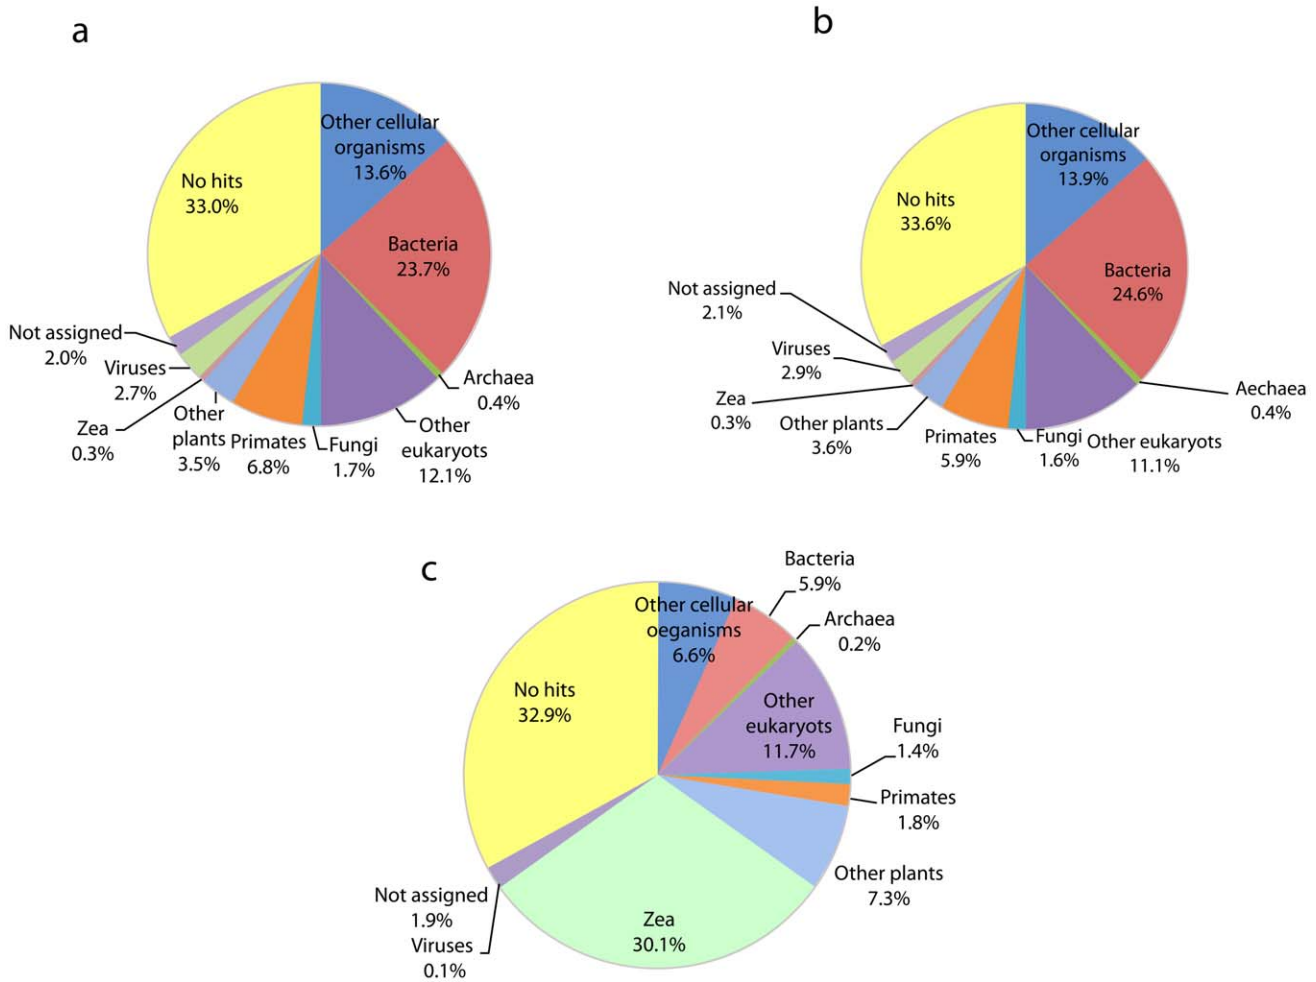 a
Other cellular
organisms
13.6%
Bacteria
23.7%
Archaea
0.4%
Other
eukaryots
12.1%
Fungi
1.7%
Primates
6.8%
Other
plants
3.5%
Zea
0.3%
Viruses
2.7%
Not assigned
2.0%
No hits
33.0%
b
Other cellular
organisms
13.9%
Bacteria
24.6%
Aechaea
0.4%
Other eukaryots
11.1%
Fungi
1.6%
Primates
5.9%
Other plants
3.6%
Zea
0.3%
Viruses
2.9%
Not assigned
2.1%
No hits
33.6%
c
Other cellular
oeganisms
6.6%
Bacteria
5.9%
Archaea
0.2%
Other
eukaryots
11.7%
Fungi
1.4%
Primates
1.8%
Other plants
7.3%
Zea
30.1%
Viruses
0.1%
Not assigned
1.9%
No hits
32.9%